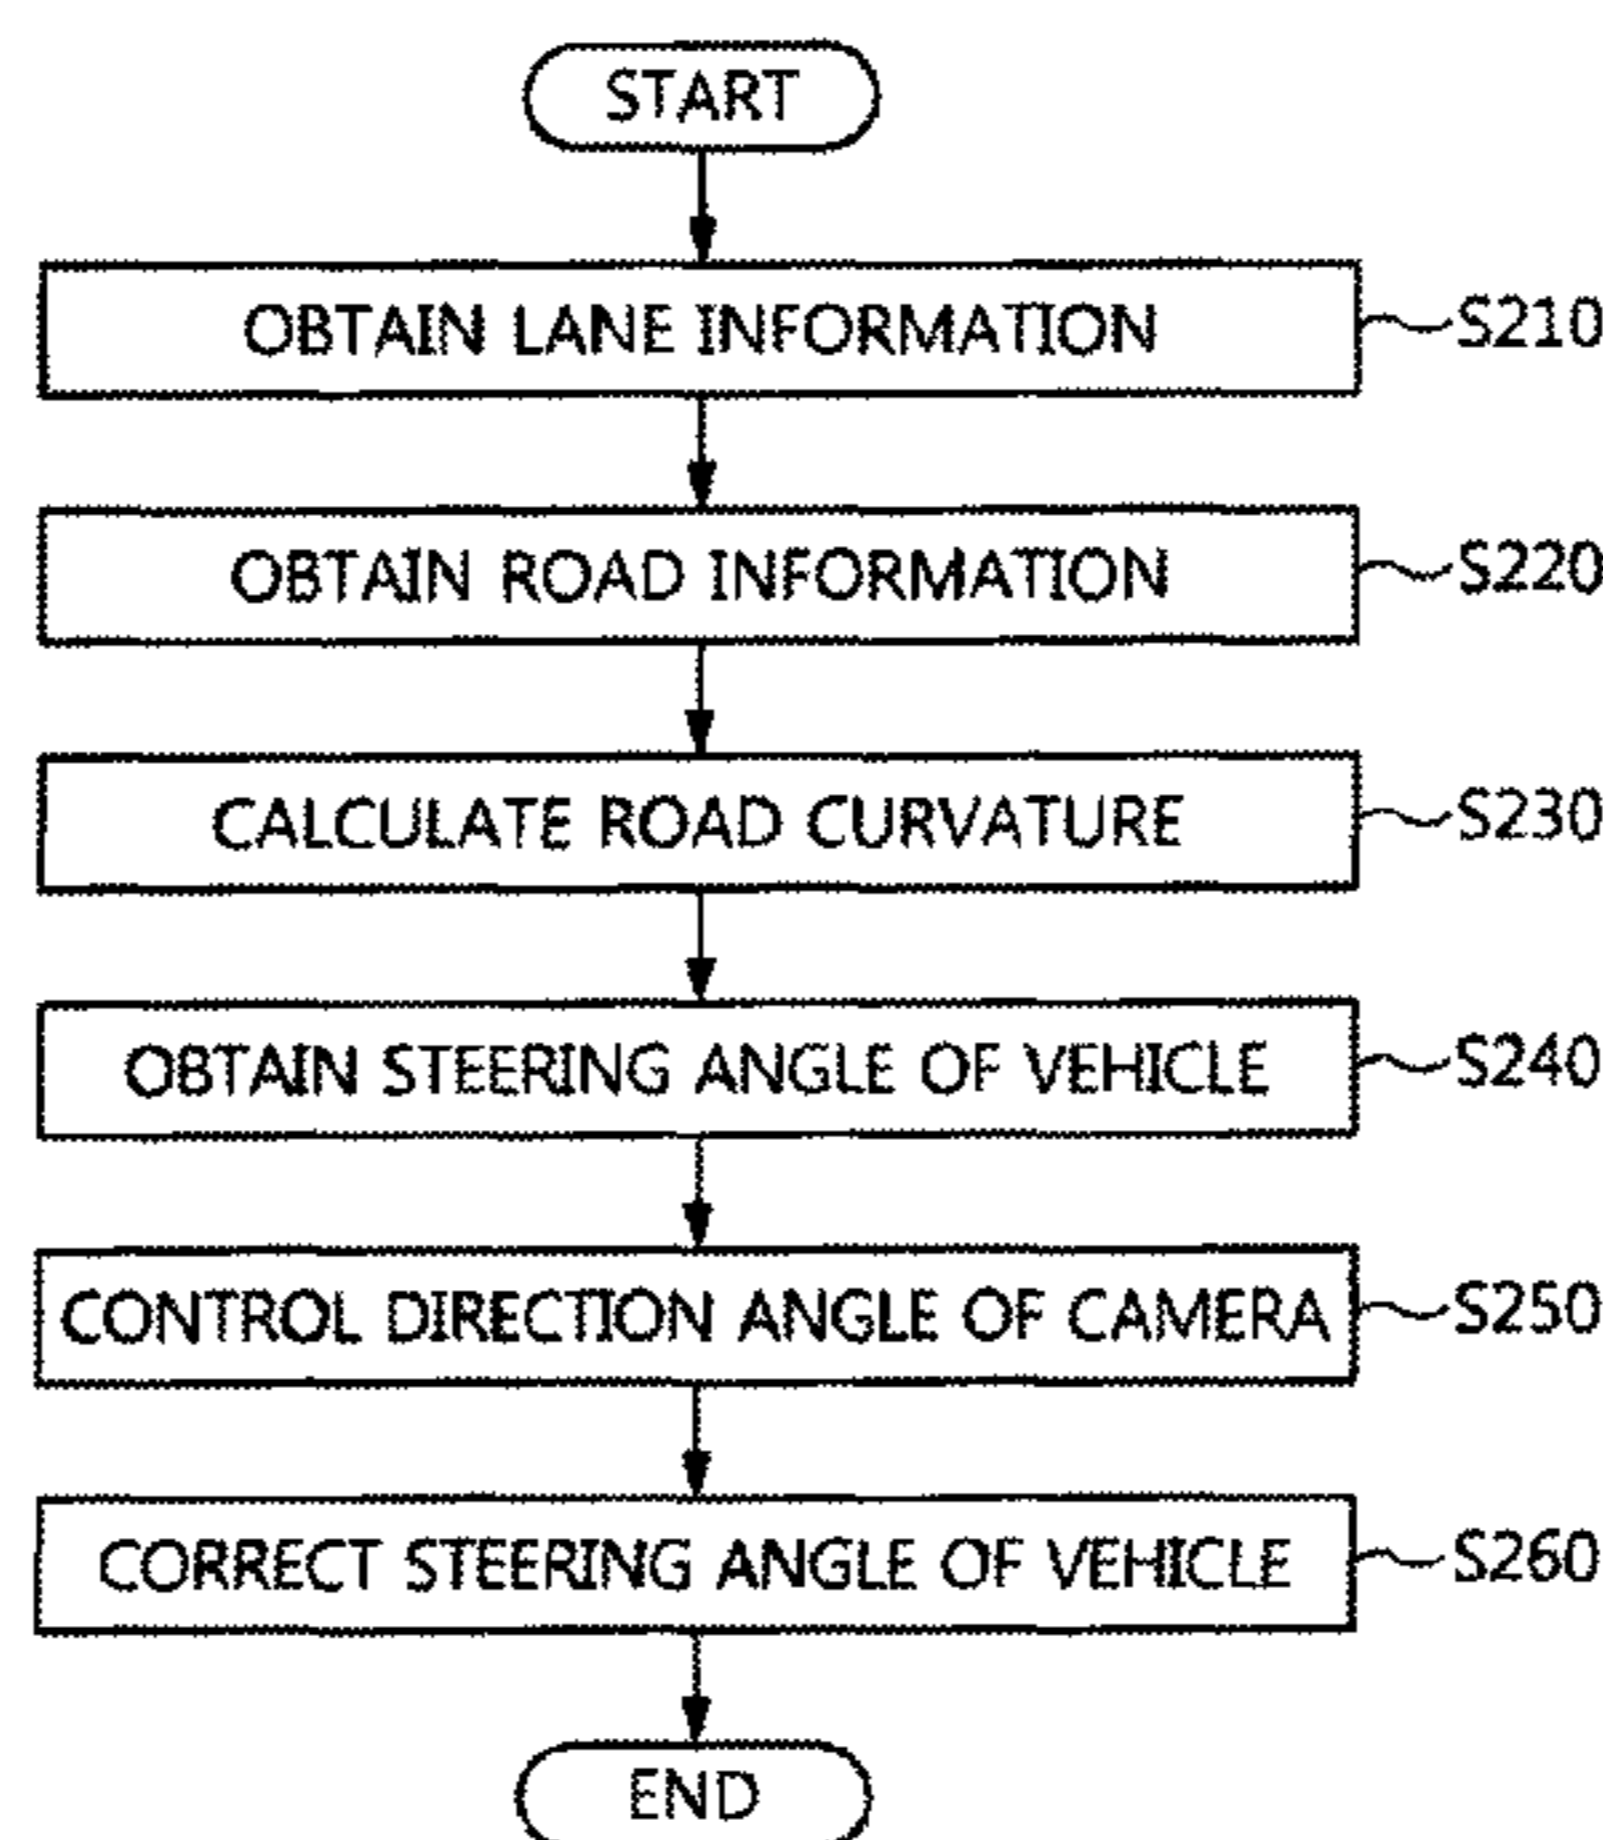 START
OBTAIN LANE INFORMATION S210
OBTAIN ROAD INFORMATION S220
CALCULATE ROAD CURVATURE S230
OBTAIN STEERING ANGLE OF VEHICLE S240
CONTROL DIRECTION ANGLE OF CAMERA S250
CORRECT STEERING ANGLE OF VEHICLE S260
END